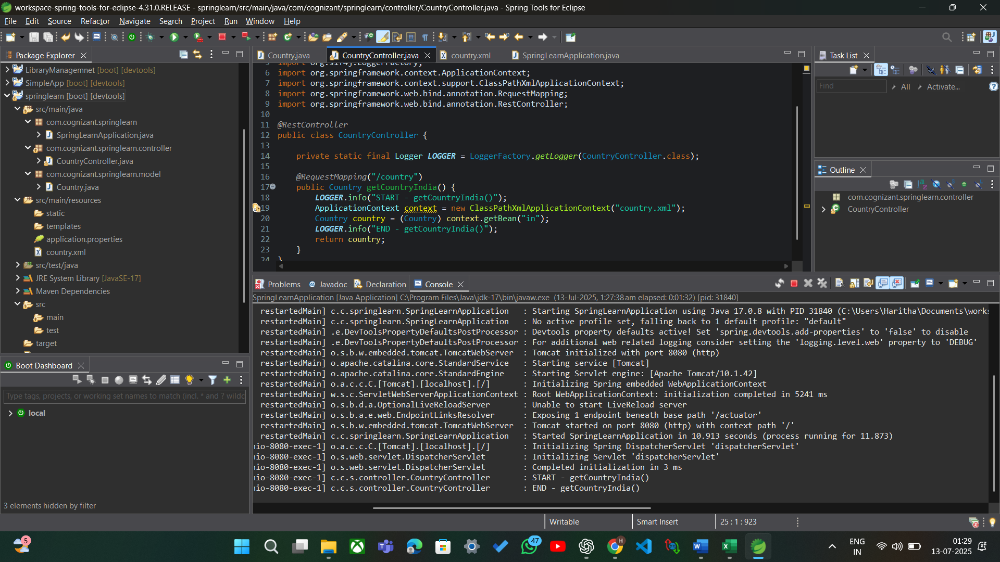 workspace-spring-tools-for-eclipse-4.31.0.RELEASE - springlearn/src/main/java/com/cognizant/springlearn/controller/CountryController.java - Spring Tools for Eclipse
File Edit Source Refactor Navigate Search Project Run Window Help
Package Explorer
LibraryManagemnet [boot] [devtools]
SimpleApp [boot] [devtools]
springlearn [boot] [devtools]
src/main/java
com.cognizant.springlearn
SpringLearnApplication.java
com.cognizant.springlearn.controller
CountryController.java
com.cognizant.springlearn.model
Country.java
src/main/resources
static
templates
application.properties
country.xml
src/test/java
JRE System Library [JavaSE-17]
Maven Dependencies
src
main
test
target
Boot Dashboard
Type tags, projects, or working set names to match (incl. * and ? wildc
local
3 elements hidden by filter
Country.java CountryController.java country.xml SpringLearnApplication.java
5 import org.slf4j.LoggerFactory;
6 import org.springframework.context.ApplicationContext;
7 import org.springframework.context.support.ClassPathXmlApplicationContext;
8 import org.springframework.web.bind.annotation.RequestMapping;
9 import org.springframework.web.bind.annotation.RestController;
10
11 @RestController
12 public class CountryController {
13
14 private static final Logger LOGGER = LoggerFactory.getLogger(CountryController.class);
15
16 @RequestMapping("/country")
17 public Country getCountryIndia() {
18 LOGGER.info("START - getCountryIndia()");
19 ApplicationContext context = new ClassPathXmlApplicationContext("country.xml");
20 Country country = (Country) context.getBean("in");
21 LOGGER.info("END - getCountryIndia()");
22 return country;
23 }
24 }
Problems Javadoc Declaration Console
SpringLearnApplication [Java Application] C:\Program Files\Java\jdk-17\bin\javaw.exe (13-Jul-2025, 1:27:38 am elapsed: 0:01:32) [pid: 31840]
restartedMain] c.c.springlearn.SpringLearnApplication : Starting SpringLearnApplication using Java 17.0.8 with PID 31840 (C:\Users\Haritha\Documents\works
restartedMain] c.c.springlearn.SpringLearnApplication : No active profile set, falling back to 1 default profile: "default"
restartedMain] .e.DevToolsPropertyDefaultsPostProcessor : Devtools property defaults active! Set 'spring.devtools.add-properties' to 'false' to disable
restartedMain] .e.DevToolsPropertyDefaultsPostProcessor : For additional web related logging consider setting the 'logging.level.web' property to 'DEBUG'
restartedMain] o.s.b.w.embedded.tomcat.TomcatWebServer : Tomcat initialized with port 8080 (http)
restartedMain] o.apache.catalina.core.StandardService : Starting service [Tomcat]
restartedMain] o.apache.catalina.core.StandardEngine : Starting Servlet engine: [Apache Tomcat/10.1.42]
restartedMain] o.a.c.c.C.[Tomcat].[localhost].[/] : Initializing Spring embedded WebApplicationContext
restartedMain] w.s.c.ServletWebServerApplicationContext : Root WebApplicationContext: initialization completed in 5241 ms
restartedMain] o.s.b.d.a.OptionalLiveReloadServer : Unable to start LiveReload server
restartedMain] o.s.b.a.e.web.EndpointLinksResolver : Exposing 1 endpoint beneath base path '/actuator'
restartedMain] o.s.b.w.embedded.tomcat.TomcatWebServer : Tomcat started on port 8080 (http) with context path '/'
restartedMain] c.c.springlearn.SpringLearnApplication : Started SpringLearnApplication in 10.913 seconds (process running for 11.873)
nio-8080-exec-1] o.a.c.c.C.[Tomcat].[localhost].[/] : Initializing Spring DispatcherServlet 'dispatcherServlet'
nio-8080-exec-1] o.s.web.servlet.DispatcherServlet : Initializing Servlet 'dispatcherServlet'
nio-8080-exec-1] o.s.web.servlet.DispatcherServlet : Completed initialization in 3 ms
nio-8080-exec-1] c.c.s.controller.CountryController : START - getCountryIndia()
nio-8080-exec-1] c.c.s.controller.CountryController : END - getCountryIndia()
Task List
Find All Activate...
Outline
com.cognizant.springlearn.controller
CountryController
Writable Smart Insert 25 : 1 : 923
5
47
H
ENG
IN
01:29
13-07-2025